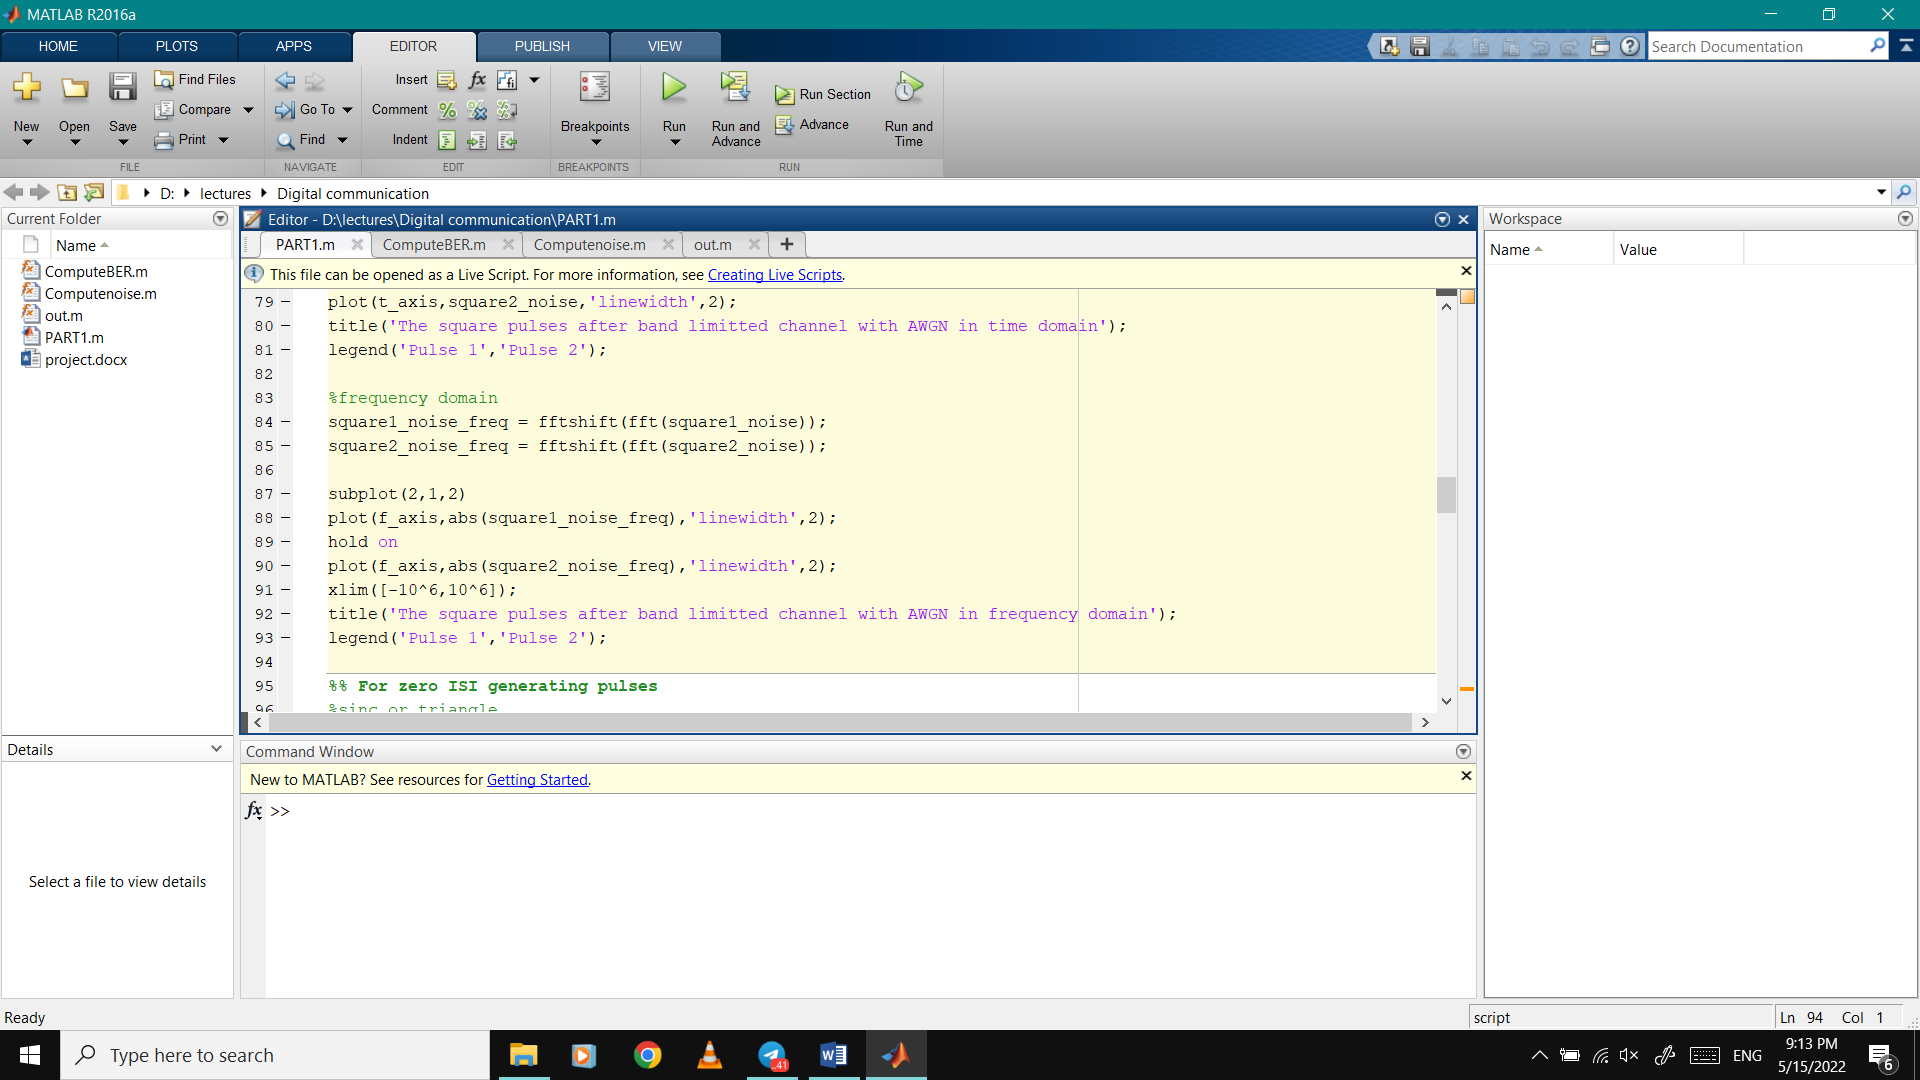 MATLAB R2016a
HOME PLOTS APPS EDITOR PUBLISH VIEW
Search Documentation
New
Open
Save
Find Files
Compare
Print
FILE
Go To
Find
NAVIGATE
Insert
Comment
Indent
EDIT
Breakpoints
BREAKPOINTS
Run
Run and Advance
Run Section
Advance
Run and Time
RUN
D: lectures Digital communication
Current Folder
Name
ComputeBER.m
Computenoise.m
out.m
PART1.m
project.docx
Details
Select a file to view details
Editor - D:\lectures\Digital communication\PART1.m
PART1.m ComputeBER.m Computenoise.m out.m
This file can be opened as a Live Script. For more information, see Creating Live Scripts.
79 plot(t_axis,square2_noise,'linewidth',2);
80 title('The square pulses after band limitted channel with AWGN in time domain');
81 legend('Pulse 1','Pulse 2');
82
83 %frequency domain
84 square1_noise_freq = fftshift(fft(square1_noise));
85 square2_noise_freq = fftshift(fft(square2_noise));
86
87 subplot(2,1,2)
88 plot(f_axis,abs(square1_noise_freq),'linewidth',2);
89 hold on
90 plot(f_axis,abs(square2_noise_freq),'linewidth',2);
91 xlim([-10^6,10^6]);
92 title('The square pulses after band limitted channel with AWGN in frequency domain');
93 legend('Pulse 1','Pulse 2');
94
95 %% For zero ISI generating pulses
96 %sinc or triangle
Command Window
New to MATLAB? See resources for Getting Started.
fx >>
Workspace
Name Value
Ready
script
Ln 94 Col 1
Type here to search
41
ENG
9:13 PM
5/15/2022
6